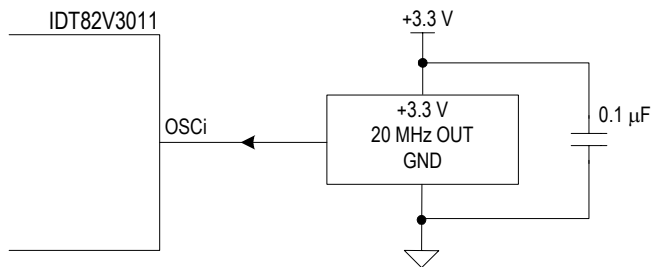 IDT82V3011
+3.3 V
OSCi
+3.3 V
20 MHz OUT
GND
0.1 μF